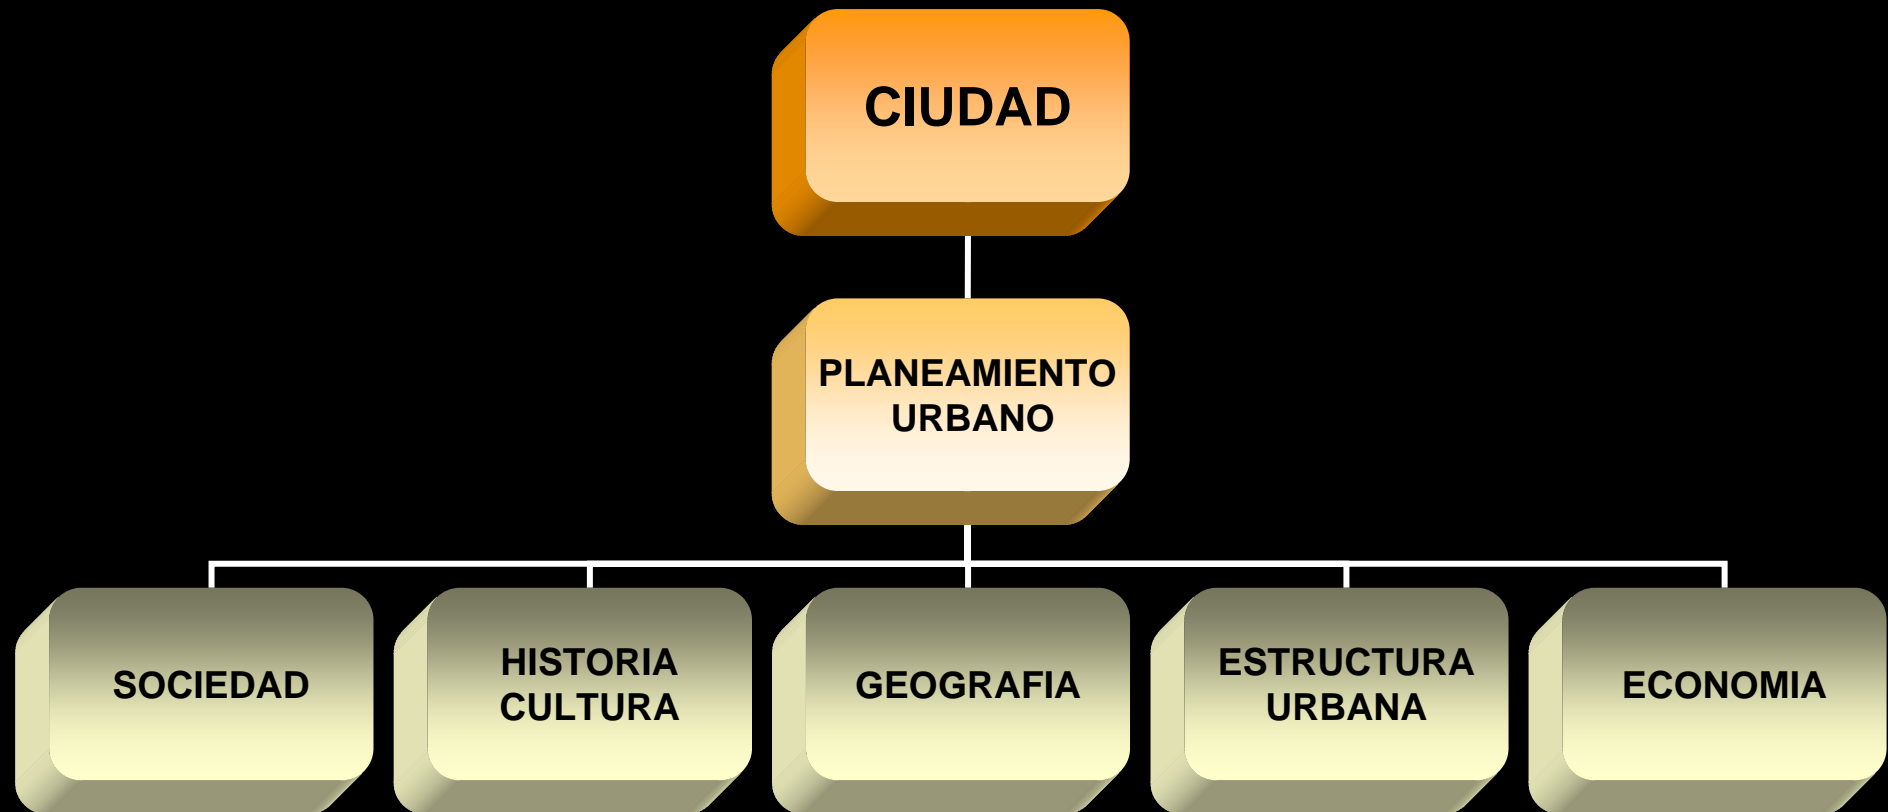 CIUDAD
PLANEAMIENTO
URBANO
SOCIEDAD
HISTORIA
CULTURA
GEOGRAFIA
ESTRUCTURA
URBANA
ECONOMIA